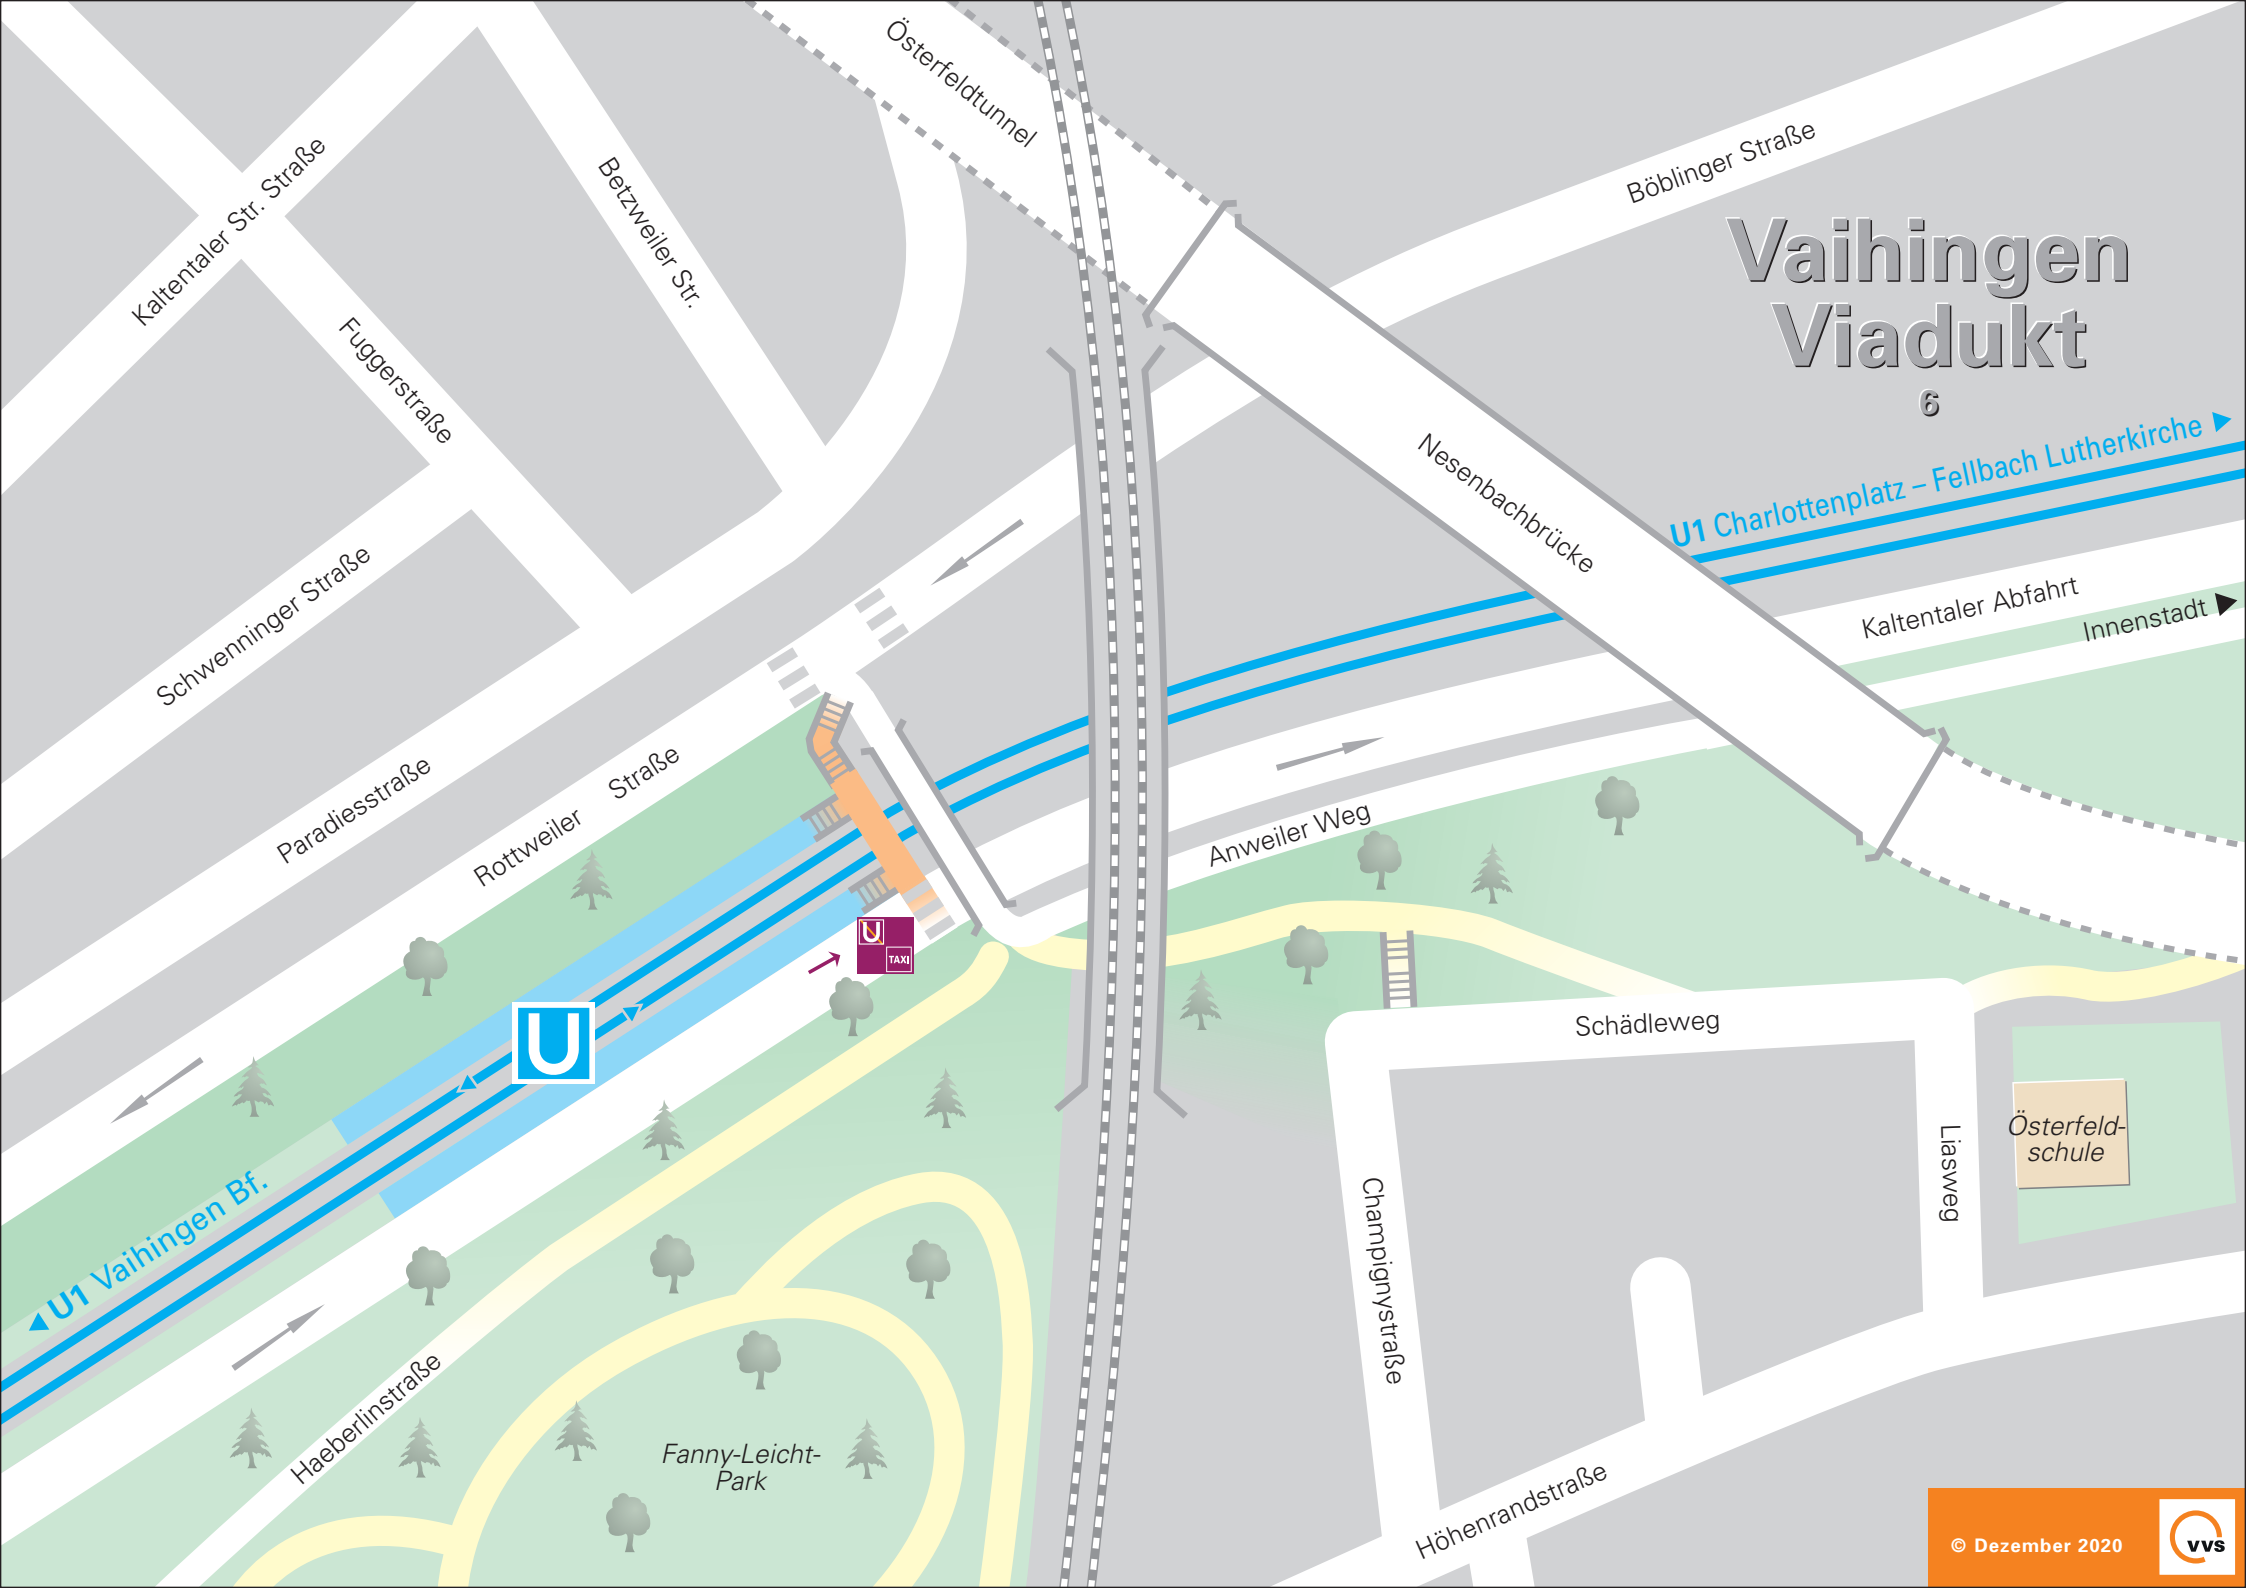 Österfeldtunnel
Böblinger Straße
Kaltentaler Str. Straße
Betzweiler Str.
Vaihingen
Viadukt
6
Fuggerstraße
U1 Charlottenplatz – Fellbach Lutherkirche
Nesenbachbrücke
Kaltentaler Abfahrt
Innenstadt
Schwenninger Straße
Paradiesstraße
Rottweiler Straße
Anweiler Weg
U
TAXI
U
Schädleweg
Österfeld-
schule
Liasweg
U1 Vaihingen Bf.
Champignystraße
Haeberlinstraße
Fanny-Leicht-
Park
Höhenrandstraße
© Dezember 2020
vvs